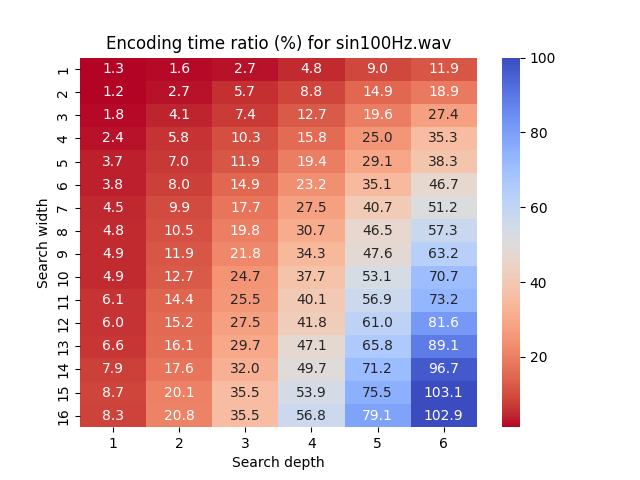 Encoding time ratio (%) for sin100Hz.wav
Search width
1 1.3 1.6 2.7 4.8 9.0 11.9
2 1.2 2.7 5.7 8.8 14.9 18.9
3 1.8 4.1 7.4 12.7 19.6 27.4
4 2.4 5.8 10.3 15.8 25.0 35.3
5 3.7 7.0 11.9 19.4 29.1 38.3
6 3.8 8.0 14.9 23.2 35.1 46.7
7 4.5 9.9 17.7 27.5 40.7 51.2
8 4.8 10.5 19.8 30.7 46.5 57.3
9 4.9 11.9 21.8 34.3 47.6 63.2
10 4.9 12.7 24.7 37.7 53.1 70.7
11 6.1 14.4 25.5 40.1 56.9 73.2
12 6.0 15.2 27.5 41.8 61.0 81.6
13 6.6 16.1 29.7 47.1 65.8 89.1
14 7.9 17.6 32.0 49.7 71.2 96.7
15 8.7 20.1 35.5 53.9 75.5 103.1
16 8.3 20.8 35.5 56.8 79.1 102.9
1 2 3 4 5 6
Search depth
100
80
60
40
20